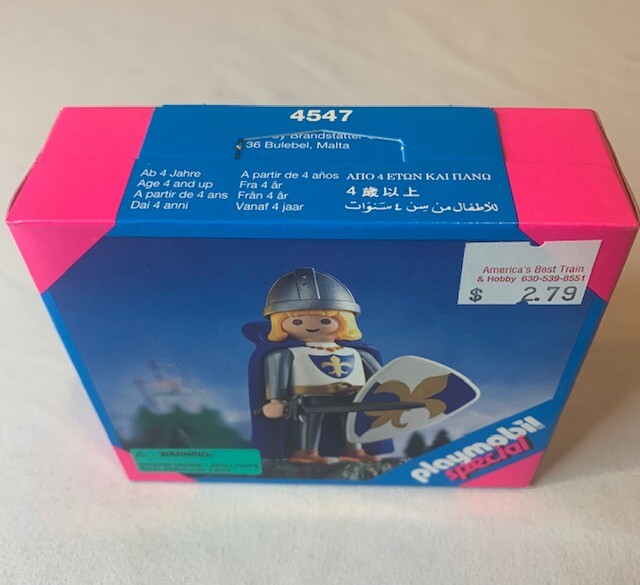 4547
Brandstätter
36 Bulebel, Malta
Ab 4 Jahre
Age 4 and up
A partir de 4 ans
Dai 4 anni
A partir de 4 años
Fra 4 år
Från 4 år
Vanaf 4 jaar
ΑΠΟ 4 ΕΤΩΝ ΚΑΙ ΠΑΝΩ
4 歲以上
للأطفال من سن ٤ سنوات
America's Best Train
& Hobby 630-539-8551
$ 2.79
WARNING:
playmobil
special